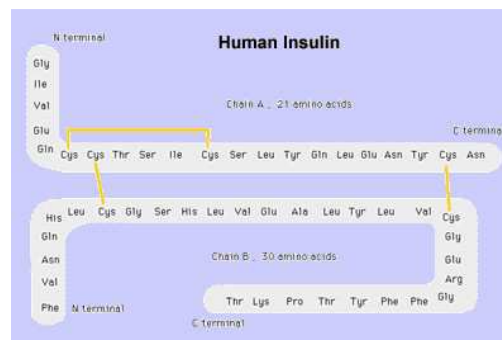 N terminal
Human Insulin
Gly
Ile
Val
Chain A , 21 amino acids
Glu
C terminal
Gln Cys Cys Thr Ser Ile Cys Ser Leu Tyr Gln Leu Glu Asn Tyr Cys Asn
His Leu Cys Gly Ser His Leu Val Glu Ala Leu Tyr Leu Val Cys
Gln
Gly
Asn
Chain B , 30 amino acids
Glu
Val
Arg
Phe
N terminal
Thr Lys Pro Thr Tyr Phe Phe Gly
C terminal